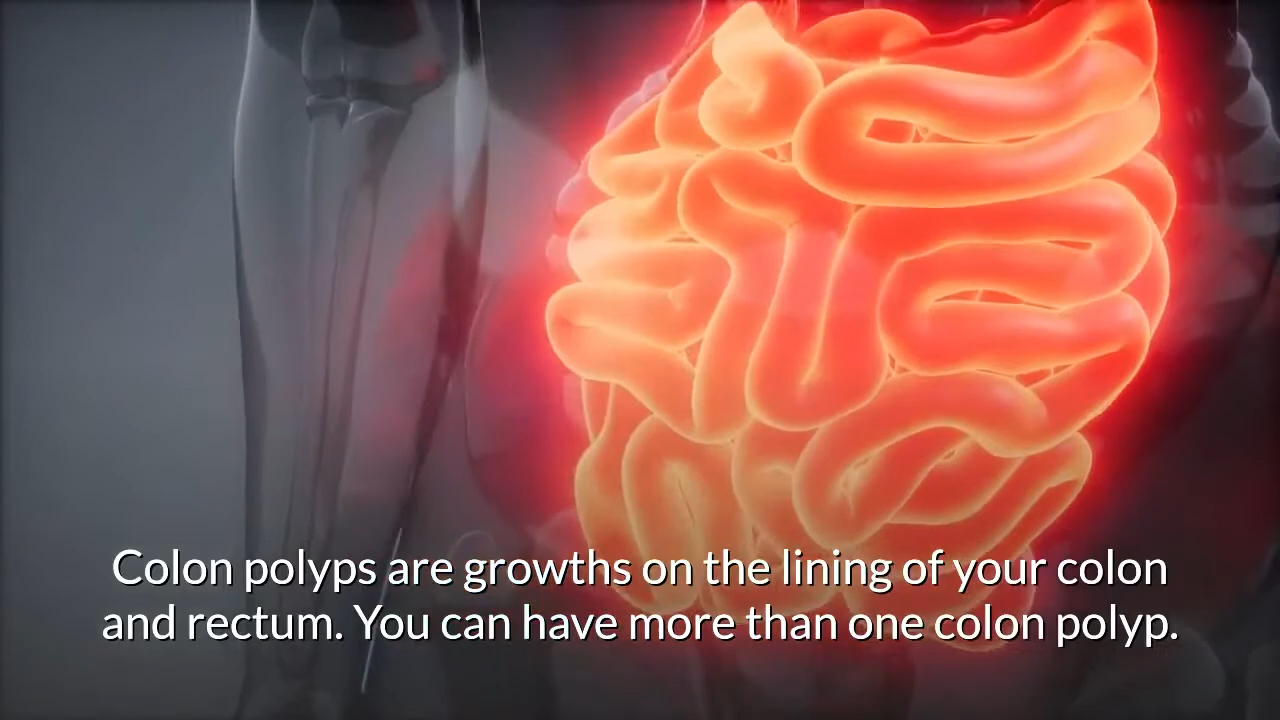 Colon polyps are growths on the lining of your colon
and rectum. You can have more than one colon polyp.